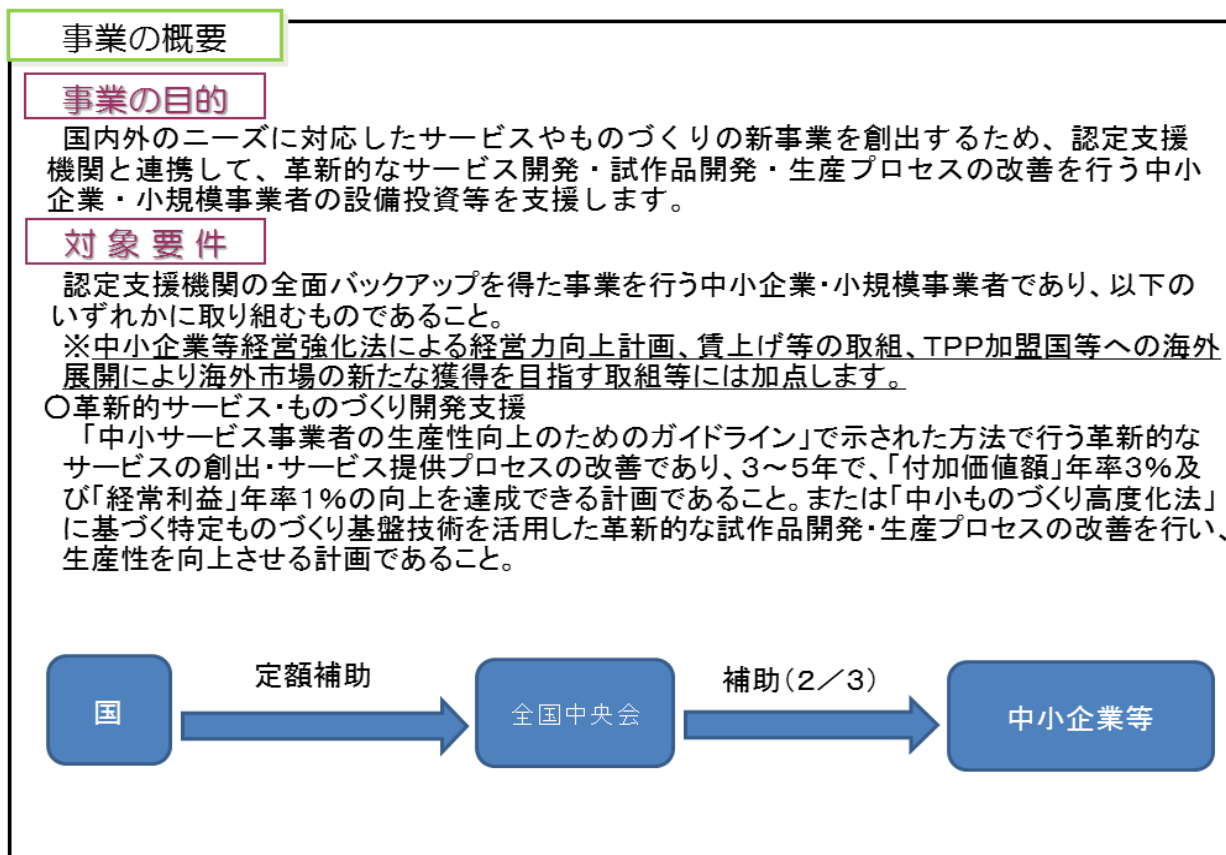 事業の概要
事業の目的
国内外のニーズに対応したサービスやものづくりの新事業を創出するため、認定支援
機関と連携して、革新的なサービス開発・試作品開発・生産プロセスの改善を行う中小
企業・小規模事業者の設備投資等を支援します。
対象要件
認定支援機関の全面バックアップを得た事業を行う中小企業・小規模事業者であり、以下の
いずれかに取り組むものであること。
※中小企業等経営強化法による経営力向上計画、賃上げ等の取組、TPP加盟国等への海外
展開により海外市場の新たな獲得を目指す取組等には加点します。
○革新的サービス・ものづくり開発支援
「中小サービス事業者の生産性向上のためのガイドライン」で示された方法で行う革新的な
サービスの創出・サービス提供プロセスの改善であり、3～5年で、「付加価値額」年率3%及
び「経常利益」年率1%の向上を達成できる計画であること。または「中小ものづくり高度化法」
に基づく特定ものづくり基盤技術を活用した革新的な試作品開発・生産プロセスの改善を行い、
生産性を向上させる計画であること。
国
定額補助
全国中央会
補助(2／3)
中小企業等